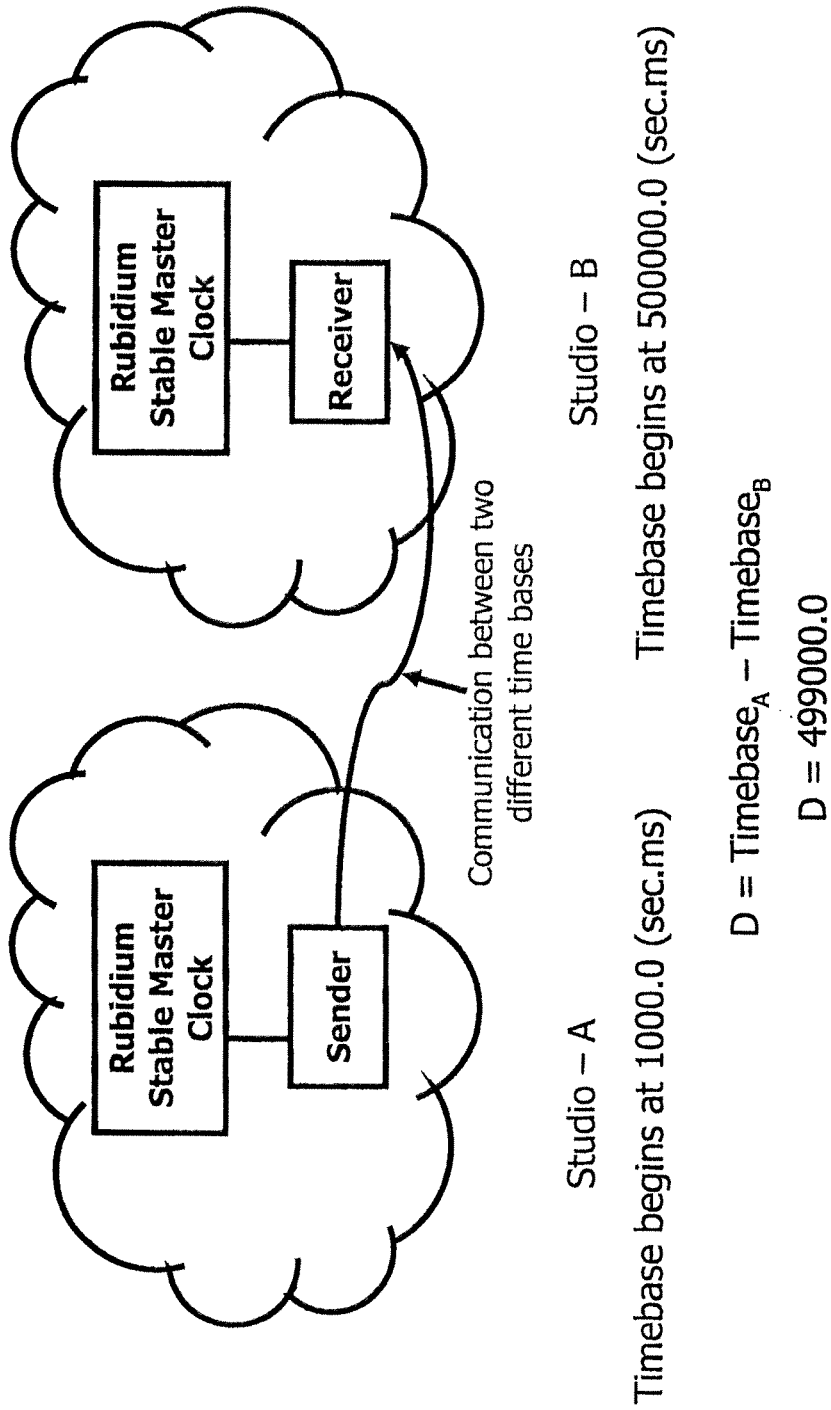 Rubidium
Stable Master
Clock
Sender
Rubidium
Stable Master
Clock
Receiver
Communication between two
different time bases
Studio – A
Timebase begins at 1000.0 (sec.ms)
Studio – B
Timebase begins at 500000.0 (sec.ms)
D = Timebase_A – Timebase_B
D = 499000.0